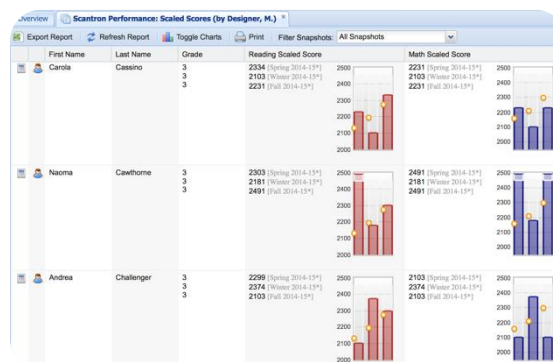 Overview Scantron Performance: Scaled Scores (by Designer, M.) ×
Export Report Refresh Report Toggle Charts Print Filter Snapshots: All Snapshots
First Name Last Name Grade Reading Scaled Score Math Scaled Score
Carola Cassino 3 2334 [Spring 2014-15*] 2231 [Spring 2014-15*]
3 2103 [Winter 2014-15*] 2103 [Winter 2014-15*]
3 2231 [Fall 2014-15*] 2231 [Fall 2014-15*]
2500 2500
2400 2400
2300 2300
2200 2200
2100 2100
2000 2000
Naoma Cawthorne 3 2303 [Spring 2014-15*] 2491 [Spring 2014-15*]
3 2181 [Winter 2014-15*] 2181 [Winter 2014-15*]
3 2491 [Fall 2014-15*] 2491 [Fall 2014-15*]
2500 2500
2400 2400
2300 2300
2200 2200
2100 2100
2000 2000
Andrea Challenger 3 2299 [Spring 2014-15*] 2103 [Spring 2014-15*]
3 2374 [Winter 2014-15*] 2374 [Winter 2014-15*]
3 2103 [Fall 2014-15*] 2103 [Fall 2014-15*]
2500 2500
2400 2400
2300 2300
2200 2200
2100 2100
2000 2000